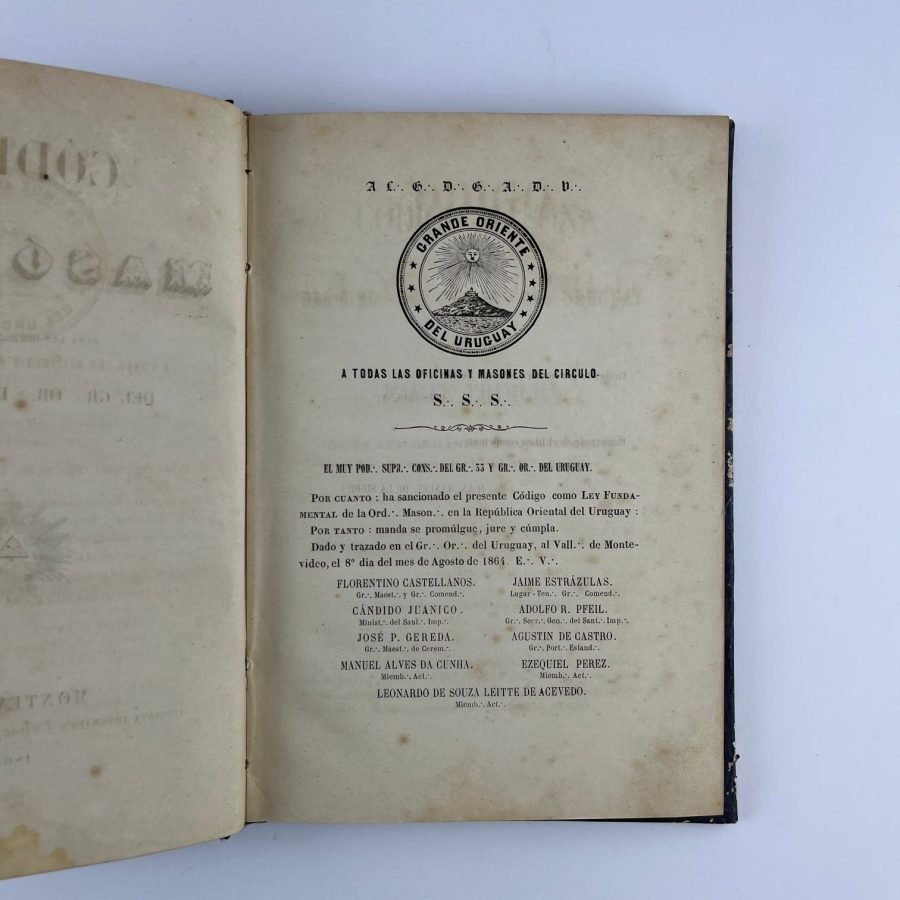 A L∴ G∴ D∴ G∴ A∴ D∴ U∴
GRANDE ORIENTE
DEL URUGUAY
A TODAS LAS OFICINAS Y MASONES DEL CIRCULO.
S∴ S∴ S∴
EL MUY POD∴ SUPR∴ CONS∴ DEL GR∴ 33 Y GR∴ OR∴ DEL URUGUAY.
POR CUANTO : ha sancionado el presente Código como LEY FUNDA-
MENTAL de la Ord∴ Mason∴ en la República Oriental del Uruguay :
POR TANTO : manda se promúlgue, jure y cúmpla.
Dado y trazado en el Gr∴ Or∴ del Uruguay, al Vall∴ de Monte-
video, el 8º dia del mes de Agosto de 1864 E∴ V∴
FLORENTINO CASTELLANOS. JAIME ESTRÁZULAS.
Gr∴ Maest∴ y Gr∴ Comend∴ Lugar-Ten∴ Gr∴ Comend∴
CÁNDIDO JUANICO. ADOLFO R. PFEIL.
Minist∴ del Sant∴ Imp∴ Gr∴ Secr∴ Gen∴ del Sant∴ Imp∴
JOSÉ P. GEREDA. AGUSTIN DE CASTRO.
Gr∴ Maest∴ de Cerem∴ Gr∴ Port∴ Estand∴
MANUEL ALVES DA CUNHA. EZEQUIEL PEREZ.
Miemb∴ Act∴ Miemb∴ Act∴
LEONARDO DE SOUZA LEITTE DE ACEVEDO.
Miemb∴ Act∴